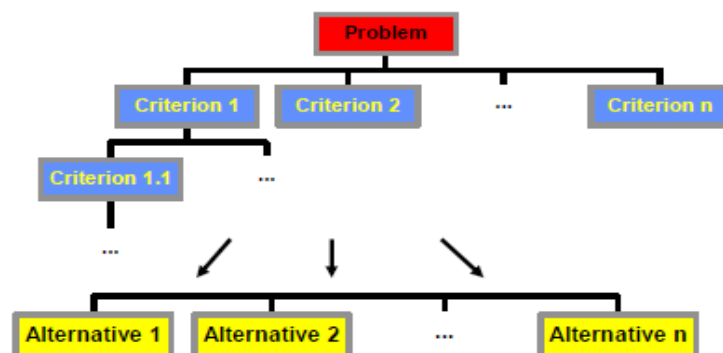 Problem
Criterion 1 Criterion 2 ... Criterion n
Criterion 1.1 ...
...
Alternative 1 Alternative 2 ... Alternative n